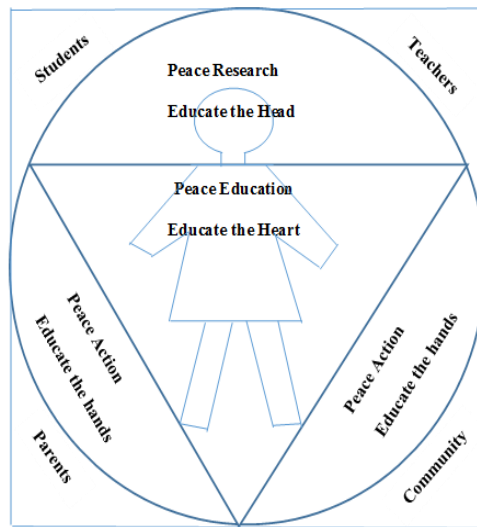 Students
Teachers
Peace Research
Educate the Head
Peace Education
Educate the Heart
Peace Action
Educate the hands
Peace Action
Educate the hands
Parents
Community